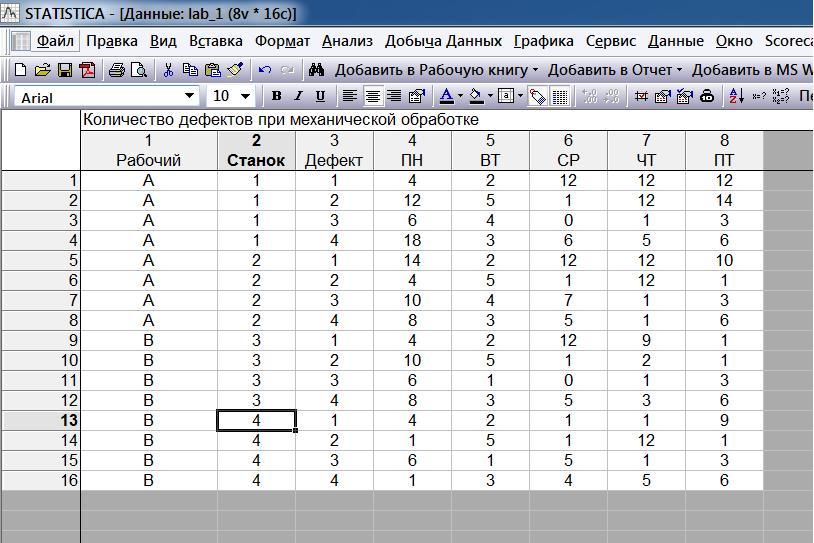 STATISTICA - [Данные: lab_1 (8v * 16c)]
Файл Правка Вид Вставка Формат Анализ Добыча Данных Графика Сервис Данные Окно Scoreca
Добавить в Рабочую книгу Добавить в Отчет Добавить в MS W
Arial 10 B I U A
Количество дефектов при механической обработке
1 2 3 4 5 6 7 8
Рабочий Станок Дефект ПН ВТ СР ЧТ ПТ
1 A 1 1 4 2 12 12 12
2 A 1 2 12 5 1 12 14
3 A 1 3 6 4 0 1 3
4 A 1 4 18 3 6 5 6
5 A 2 1 14 2 12 12 10
6 A 2 2 4 5 1 12 1
7 A 2 3 10 4 7 1 3
8 A 2 4 8 3 5 1 6
9 B 3 1 4 2 12 9 1
10 B 3 2 10 5 1 2 1
11 B 3 3 6 1 0 1 3
12 B 3 4 8 3 5 3 6
13 B 4 1 4 2 1 1 9
14 B 4 2 1 5 1 12 1
15 B 4 3 6 1 5 1 3
16 B 4 4 1 3 4 5 6